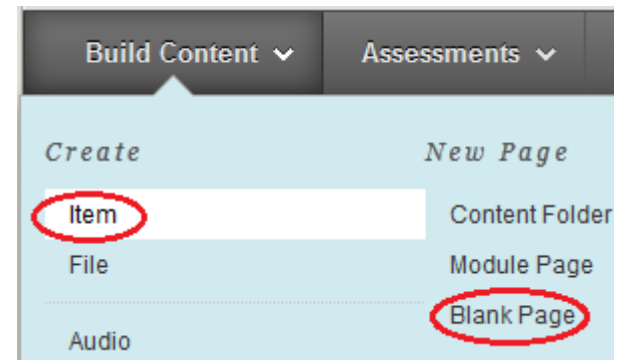 Build Content
Assessments
Create
Item
File
Audio
New Page
Content Folder
Module Page
Blank Page